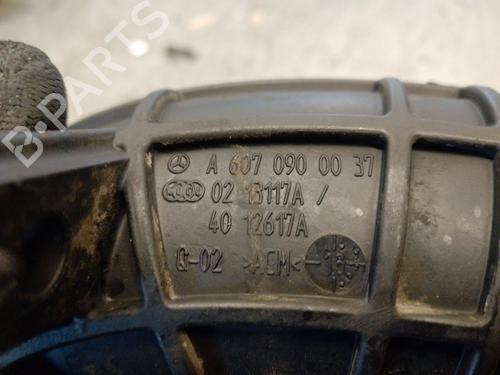 B-PARTS
A 607 090 00 37
02 13117A /
40 12617A
Q-02 >AEM<